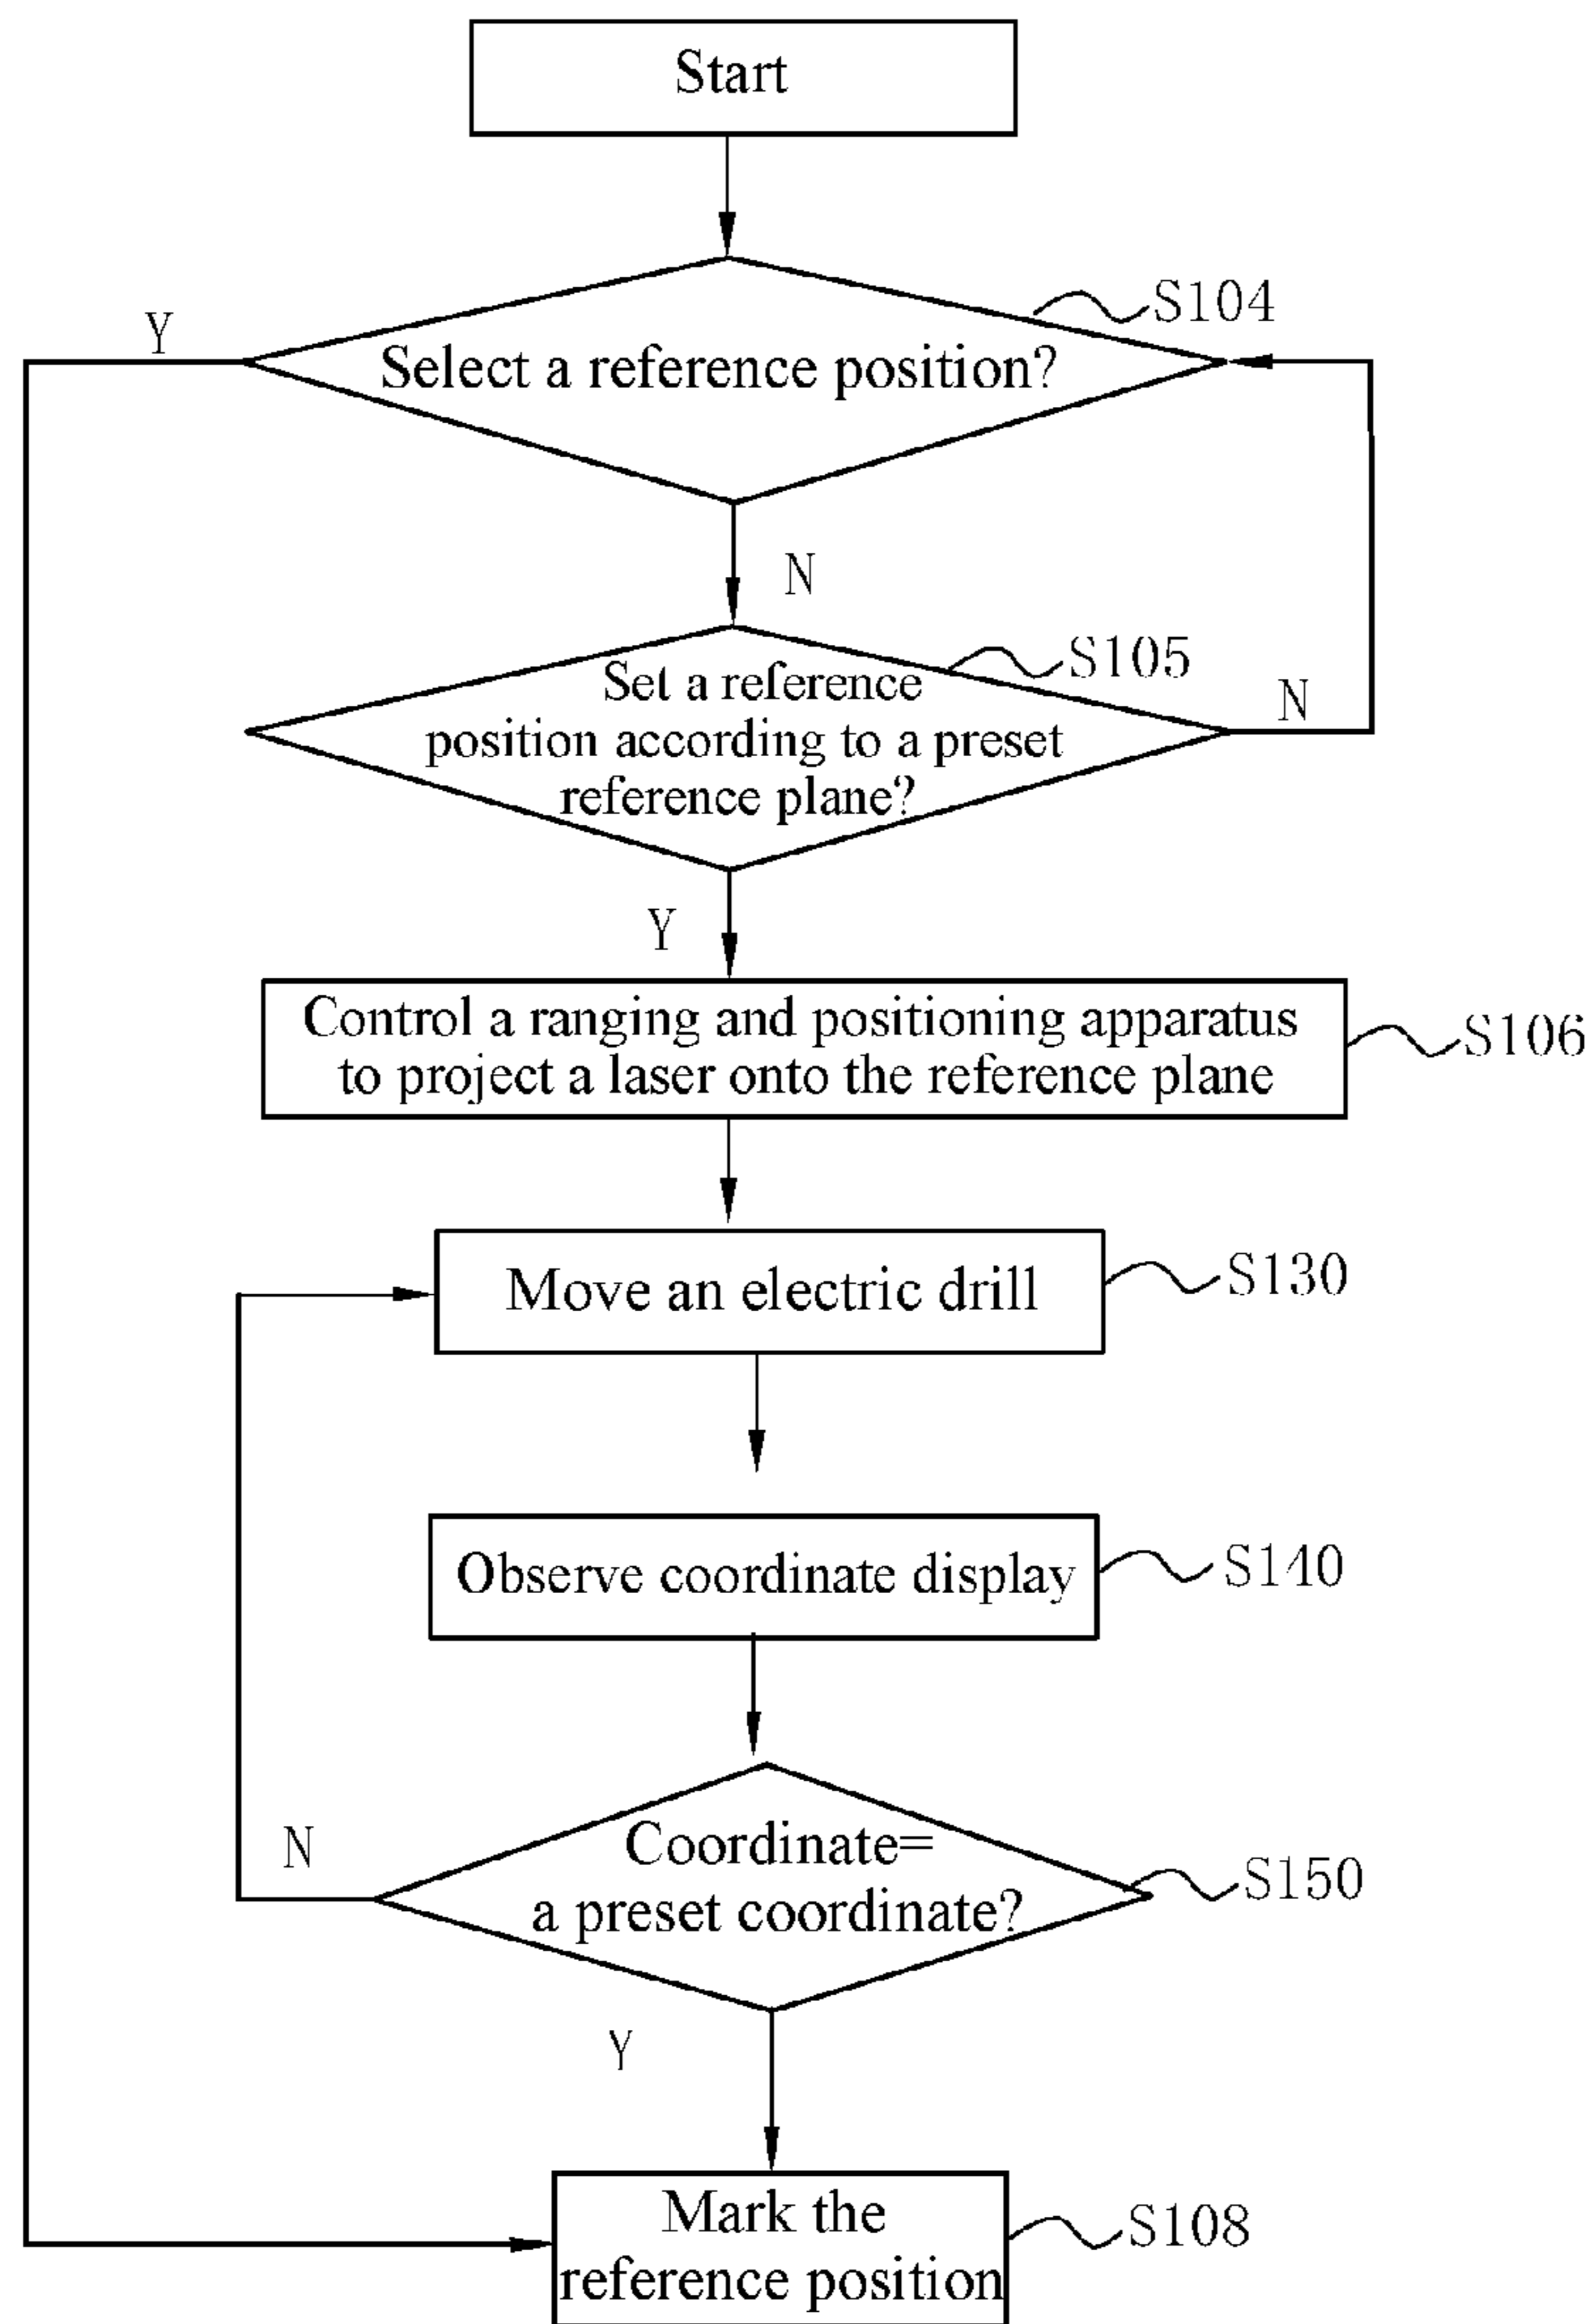 Start
S104
Y
Select a reference position?
N
S105
Set a reference
N
position according to a preset
reference plane?
Y
Control a ranging and positioning apparatus
to project a laser onto the reference plane
S106
Move an electric drill
S130
Observe coordinate display
S140
Coordinate=
N
a preset coordinate?
S150
Y
Mark the
reference position
S108